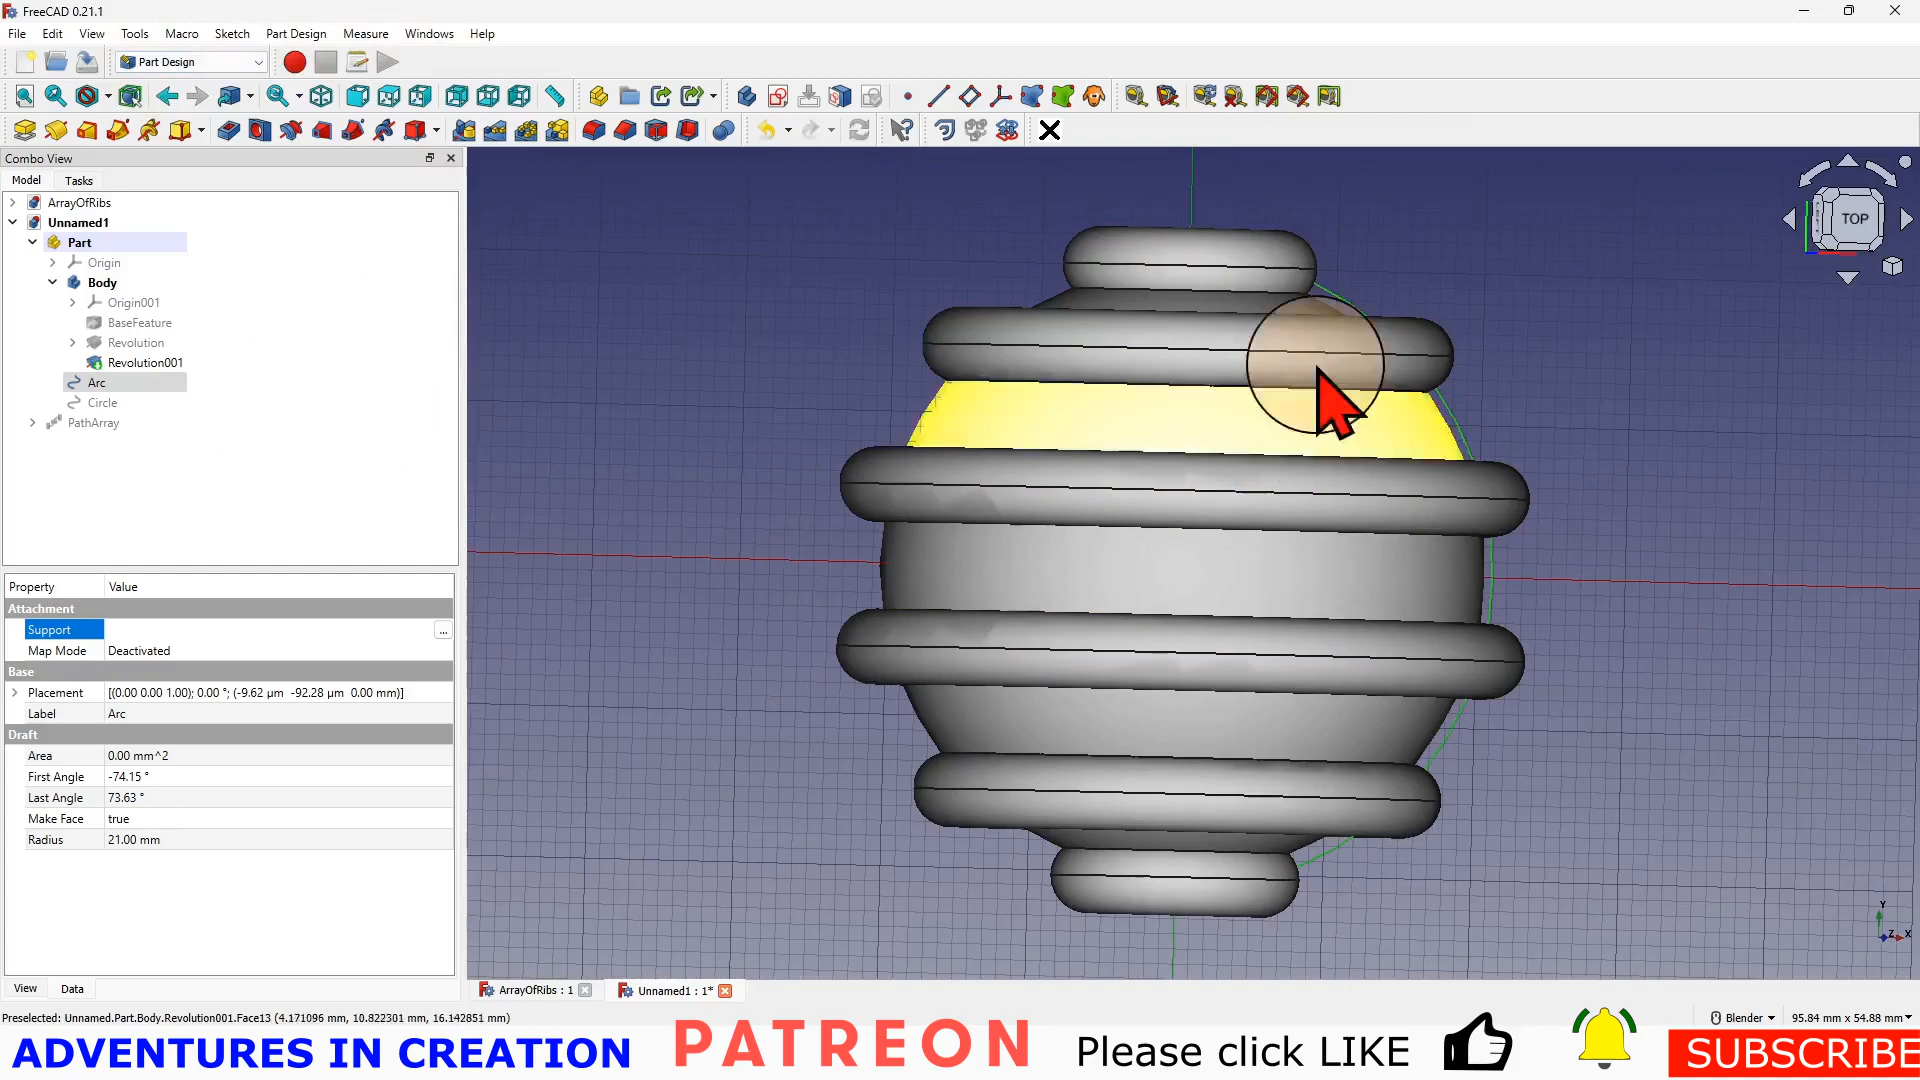 FreeCAD 0.21.1
File Edit View Tools Macro Sketch Part Design Measure Windows Help
Part Design
Combo View
Model Tasks
ArrayOfRibs
Unnamed1
Part
Origin
Body
Origin001
BaseFeature
Revolution
Revolution001
Arc
Circle
PathArray
TOP
Property Value
Attachment
Support ...
Map Mode Deactivated
Base
Placement [(0.00 0.00 1.00); 0.00 °; (-9.62 µm -92.28 µm 0.00 mm)]
Label Arc
Draft
Area 0.00 mm^2
First Angle -74.15 °
Last Angle 73.63 °
Make Face true
Radius 21.00 mm
Y
Z X
View Data
ArrayOfRibs : 1
Unnamed1 : 1*
Preselected: Unnamed.Part.Body.Revolution001.Face13 (4.171096 mm, 10.822301 mm, 16.142851 mm)
Blender
95.84 mm x 54.88 mm
ADVENTURES IN CREATION
PATREON
Please click LIKE
SUBSCRIBE